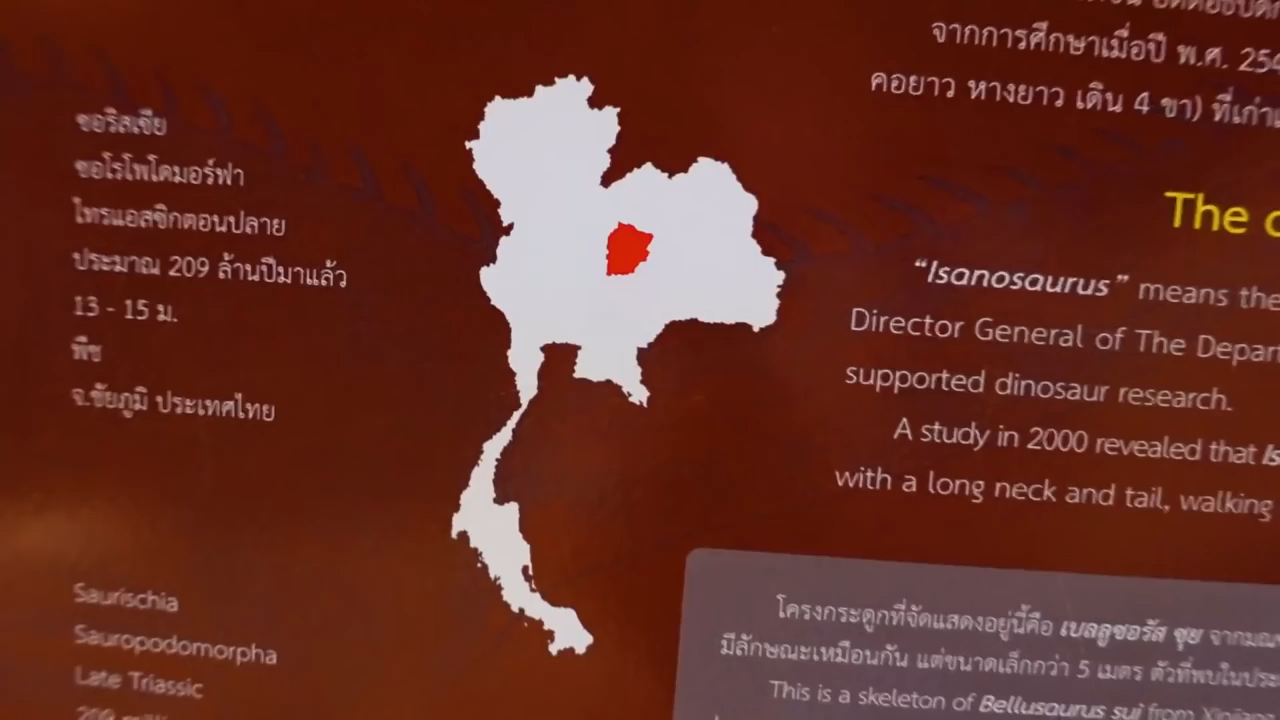 จากการศึกษาเมื่อปี พ.ศ. 254
คอยาว หางยาว เดิน 4 ขา) ที่เก่าแ
ซอริสเชีย
ซอโรโพโดมอร์ฟา
ไทรแอสซิกตอนปลาย
ประมาณ 209 ล้านปีมาแล้ว
13 - 15 ม.
พืช
จ.ชัยภูมิ ประเทศไทย
The
"Isanosaurus" means the
Director General of The Depar
supported dinosaur research.
A study in 2000 revealed that Is
with a long neck and tail, walking
Saurischia
Sauropodomorpha
Late Triassic
209
โครงกระดูกที่จัดแสดงอยู่นี้คือ เบลลูซอรัส ซุย จากมณ
มีลักษณะเหมือนกัน แต่ขนาดเล็กกว่า 5 เมตร ตัวที่พบในประ
This is a skeleton of Bellusaurus sui from Xinjiang